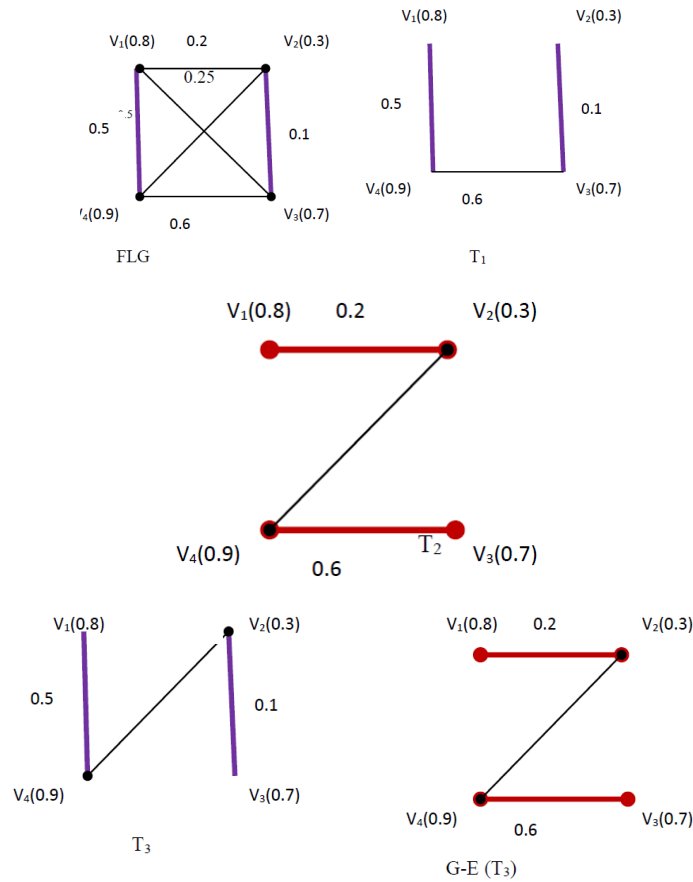 V₁(0.8) 0.2 V₂(0.3)
0.25
0.5 0.1
V₃(0.7)
0.6
FLG
V₁(0.8) V₂(0.3)
0.5 0.1
V₄(0.9) V₃(0.7)
0.6
T₁
V₁(0.8) 0.2 V₂(0.3)
V₄(0.9) T₂ V₃(0.7)
0.6
V₁(0.8) V₂(0.3)
0.5 0.1
V₄(0.9) V₃(0.7)
T₃
V₁(0.8) 0.2 V₂(0.3)
V₄(0.9) 0.6 V₃(0.7)
G-E (T₃)